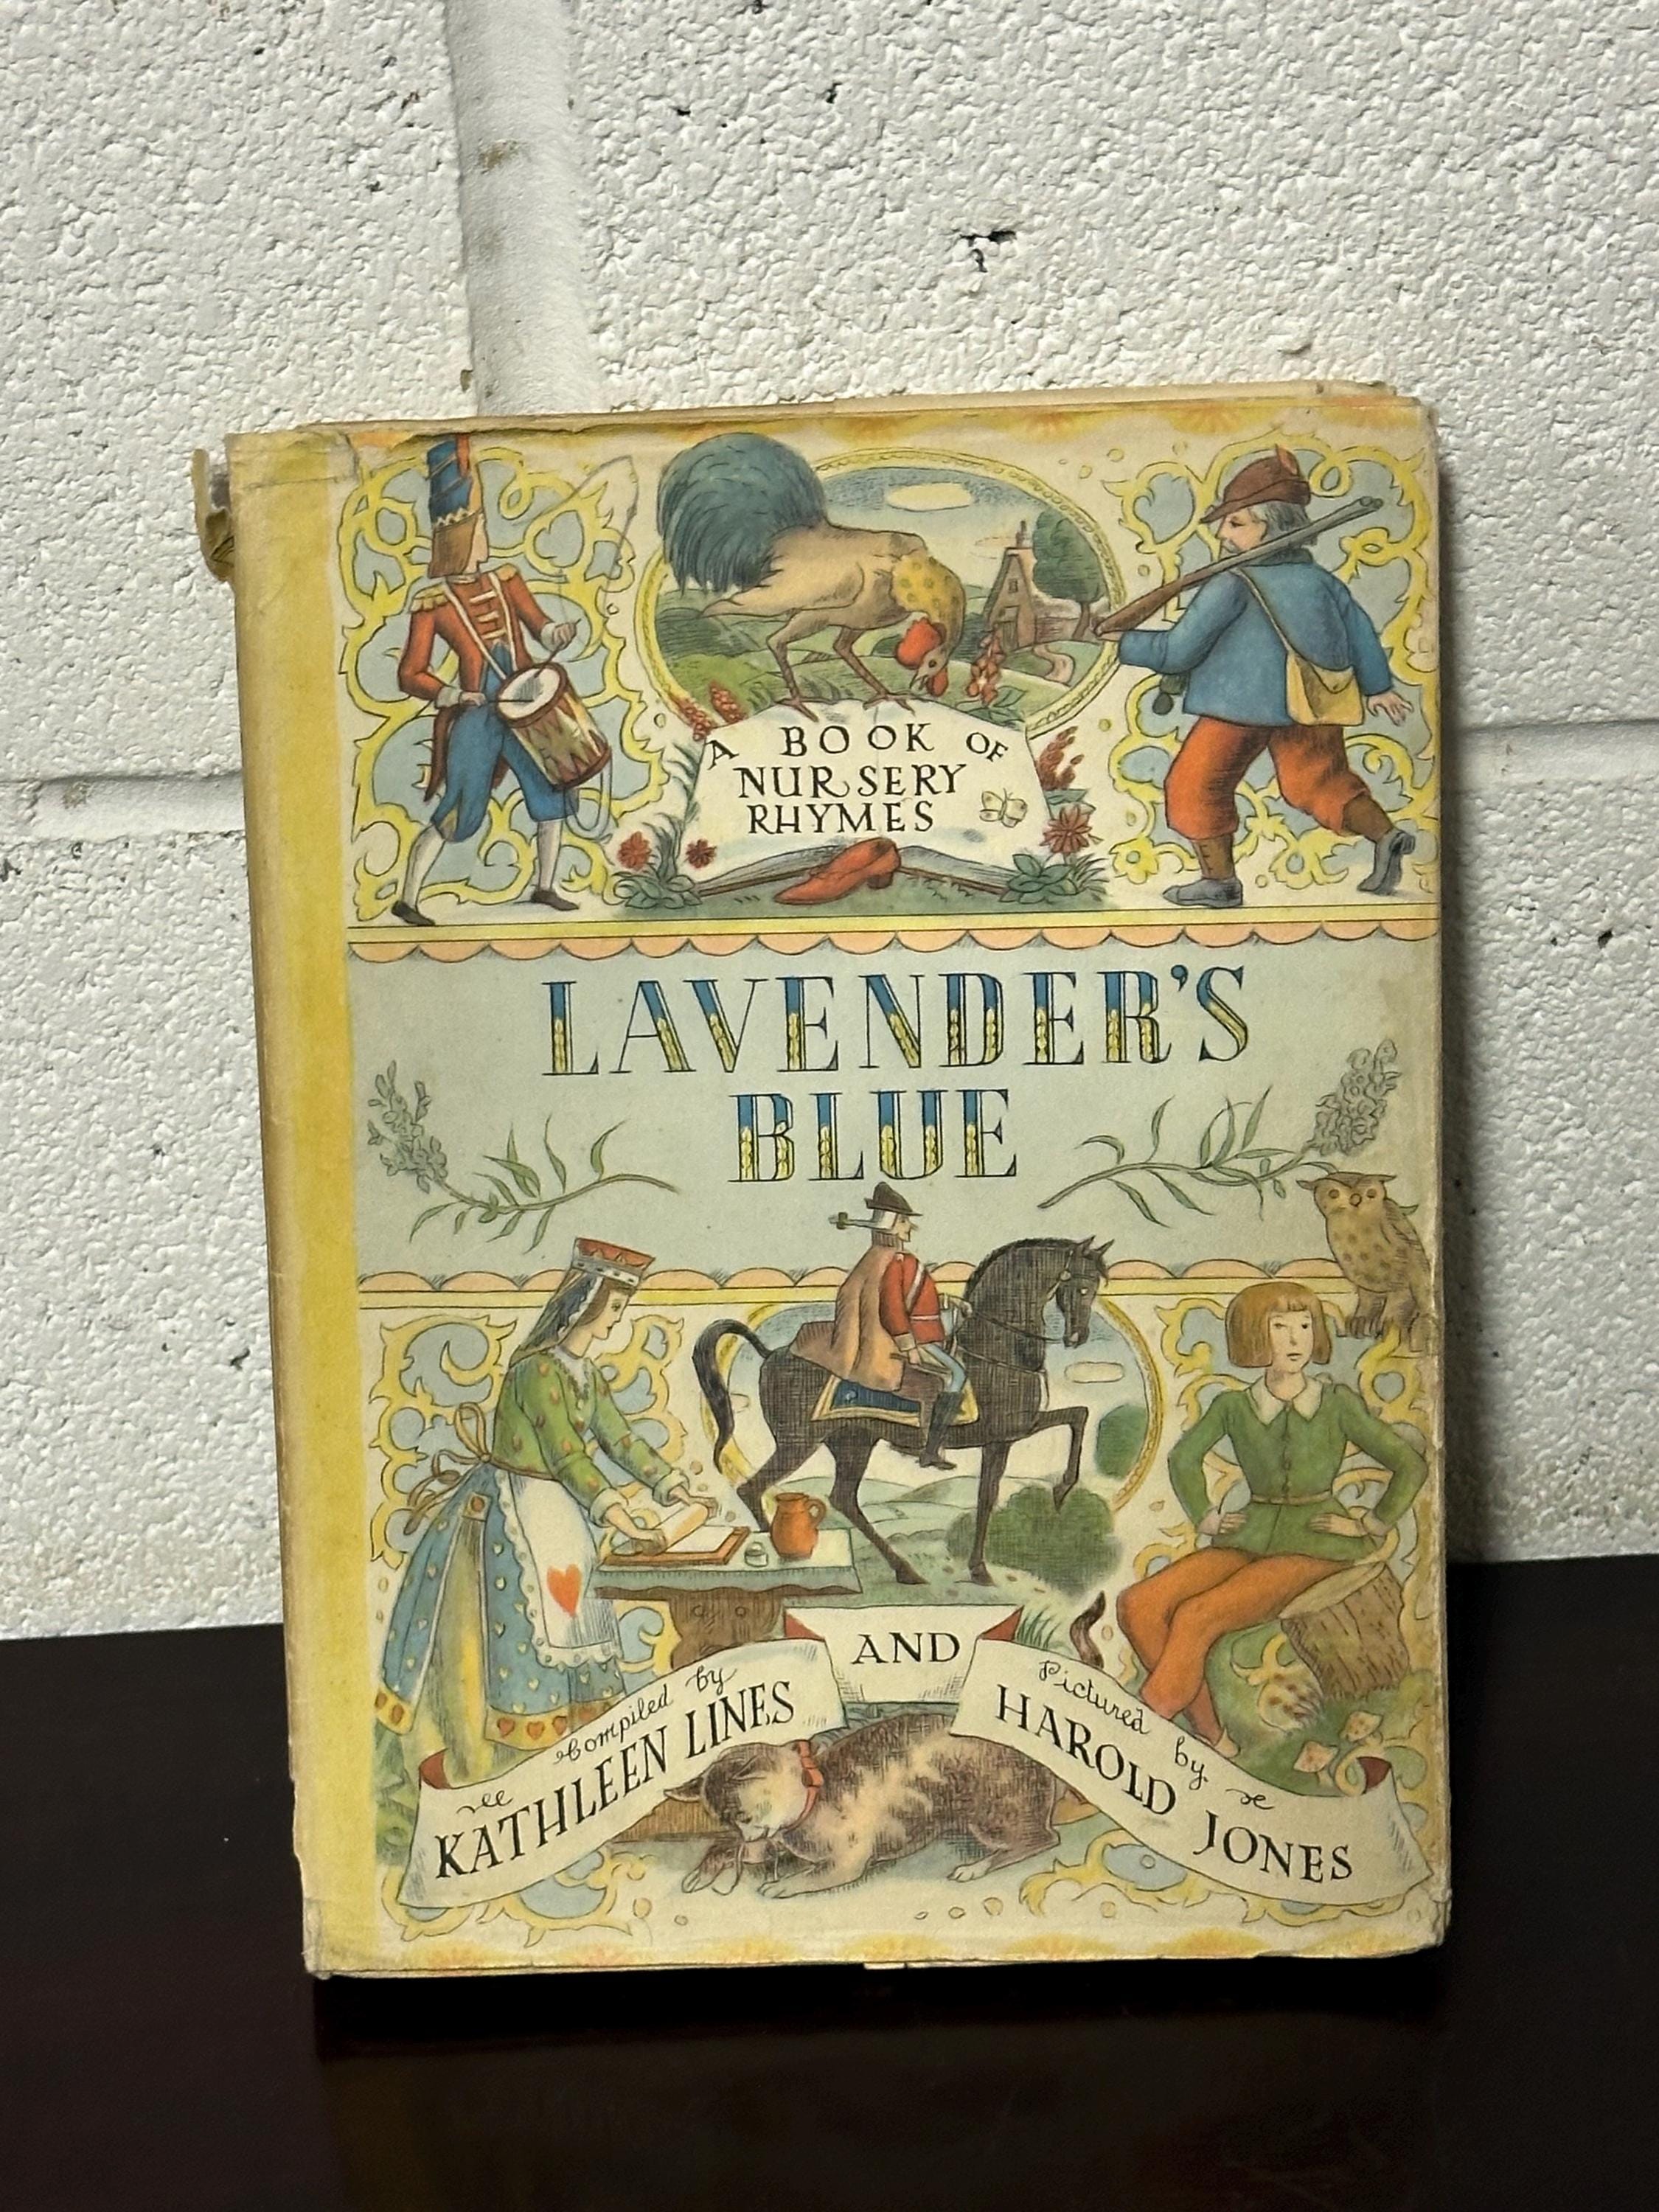 A BOOK OF
NURSERY
RHYMES
LAVENDER'S
BLUE
Compiled by
KATHLEEN LINES
AND
Pictured by
HAROLD JONES